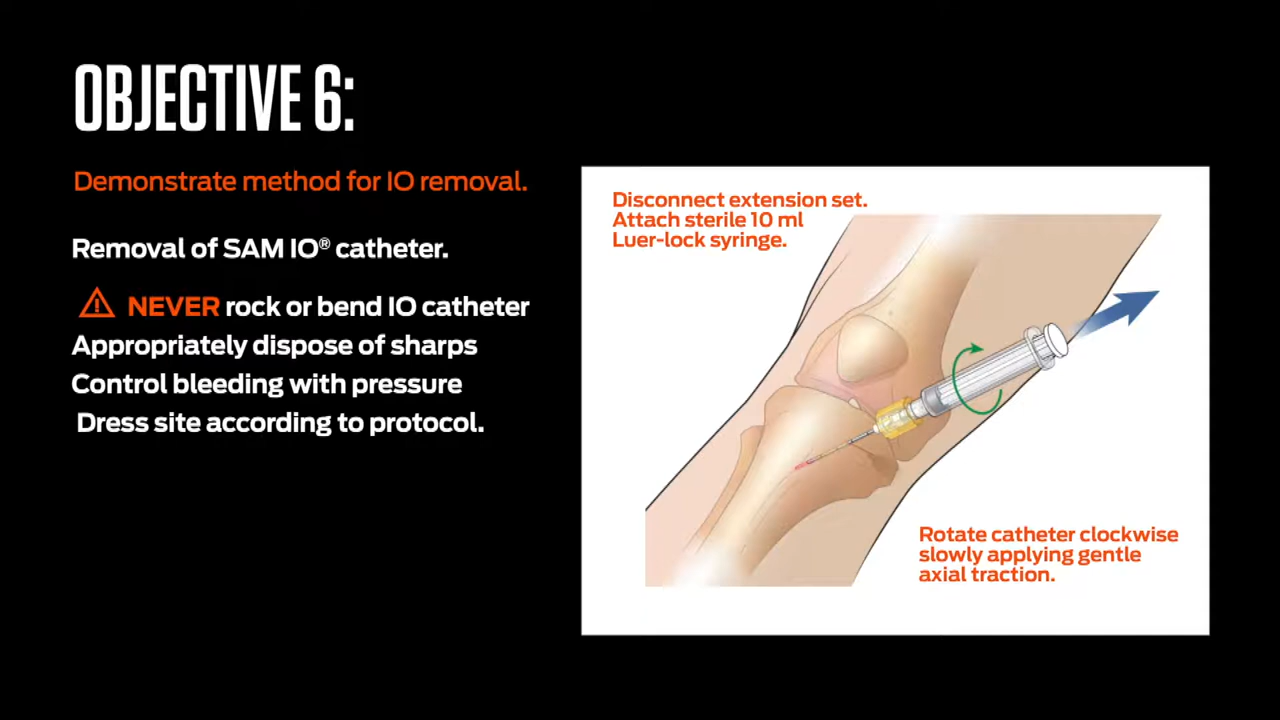 OBJECTIVE 6:
Demonstrate method for IO removal.
Removal of SAM IO® catheter.
NEVER rock or bend IO catheter
Appropriately dispose of sharps
Control bleeding with pressure
Dress site according to protocol.
Disconnect extension set.
Attach sterile 10 ml
Luer-lock syringe.
Rotate catheter clockwise
slowly applying gentle
axial traction.